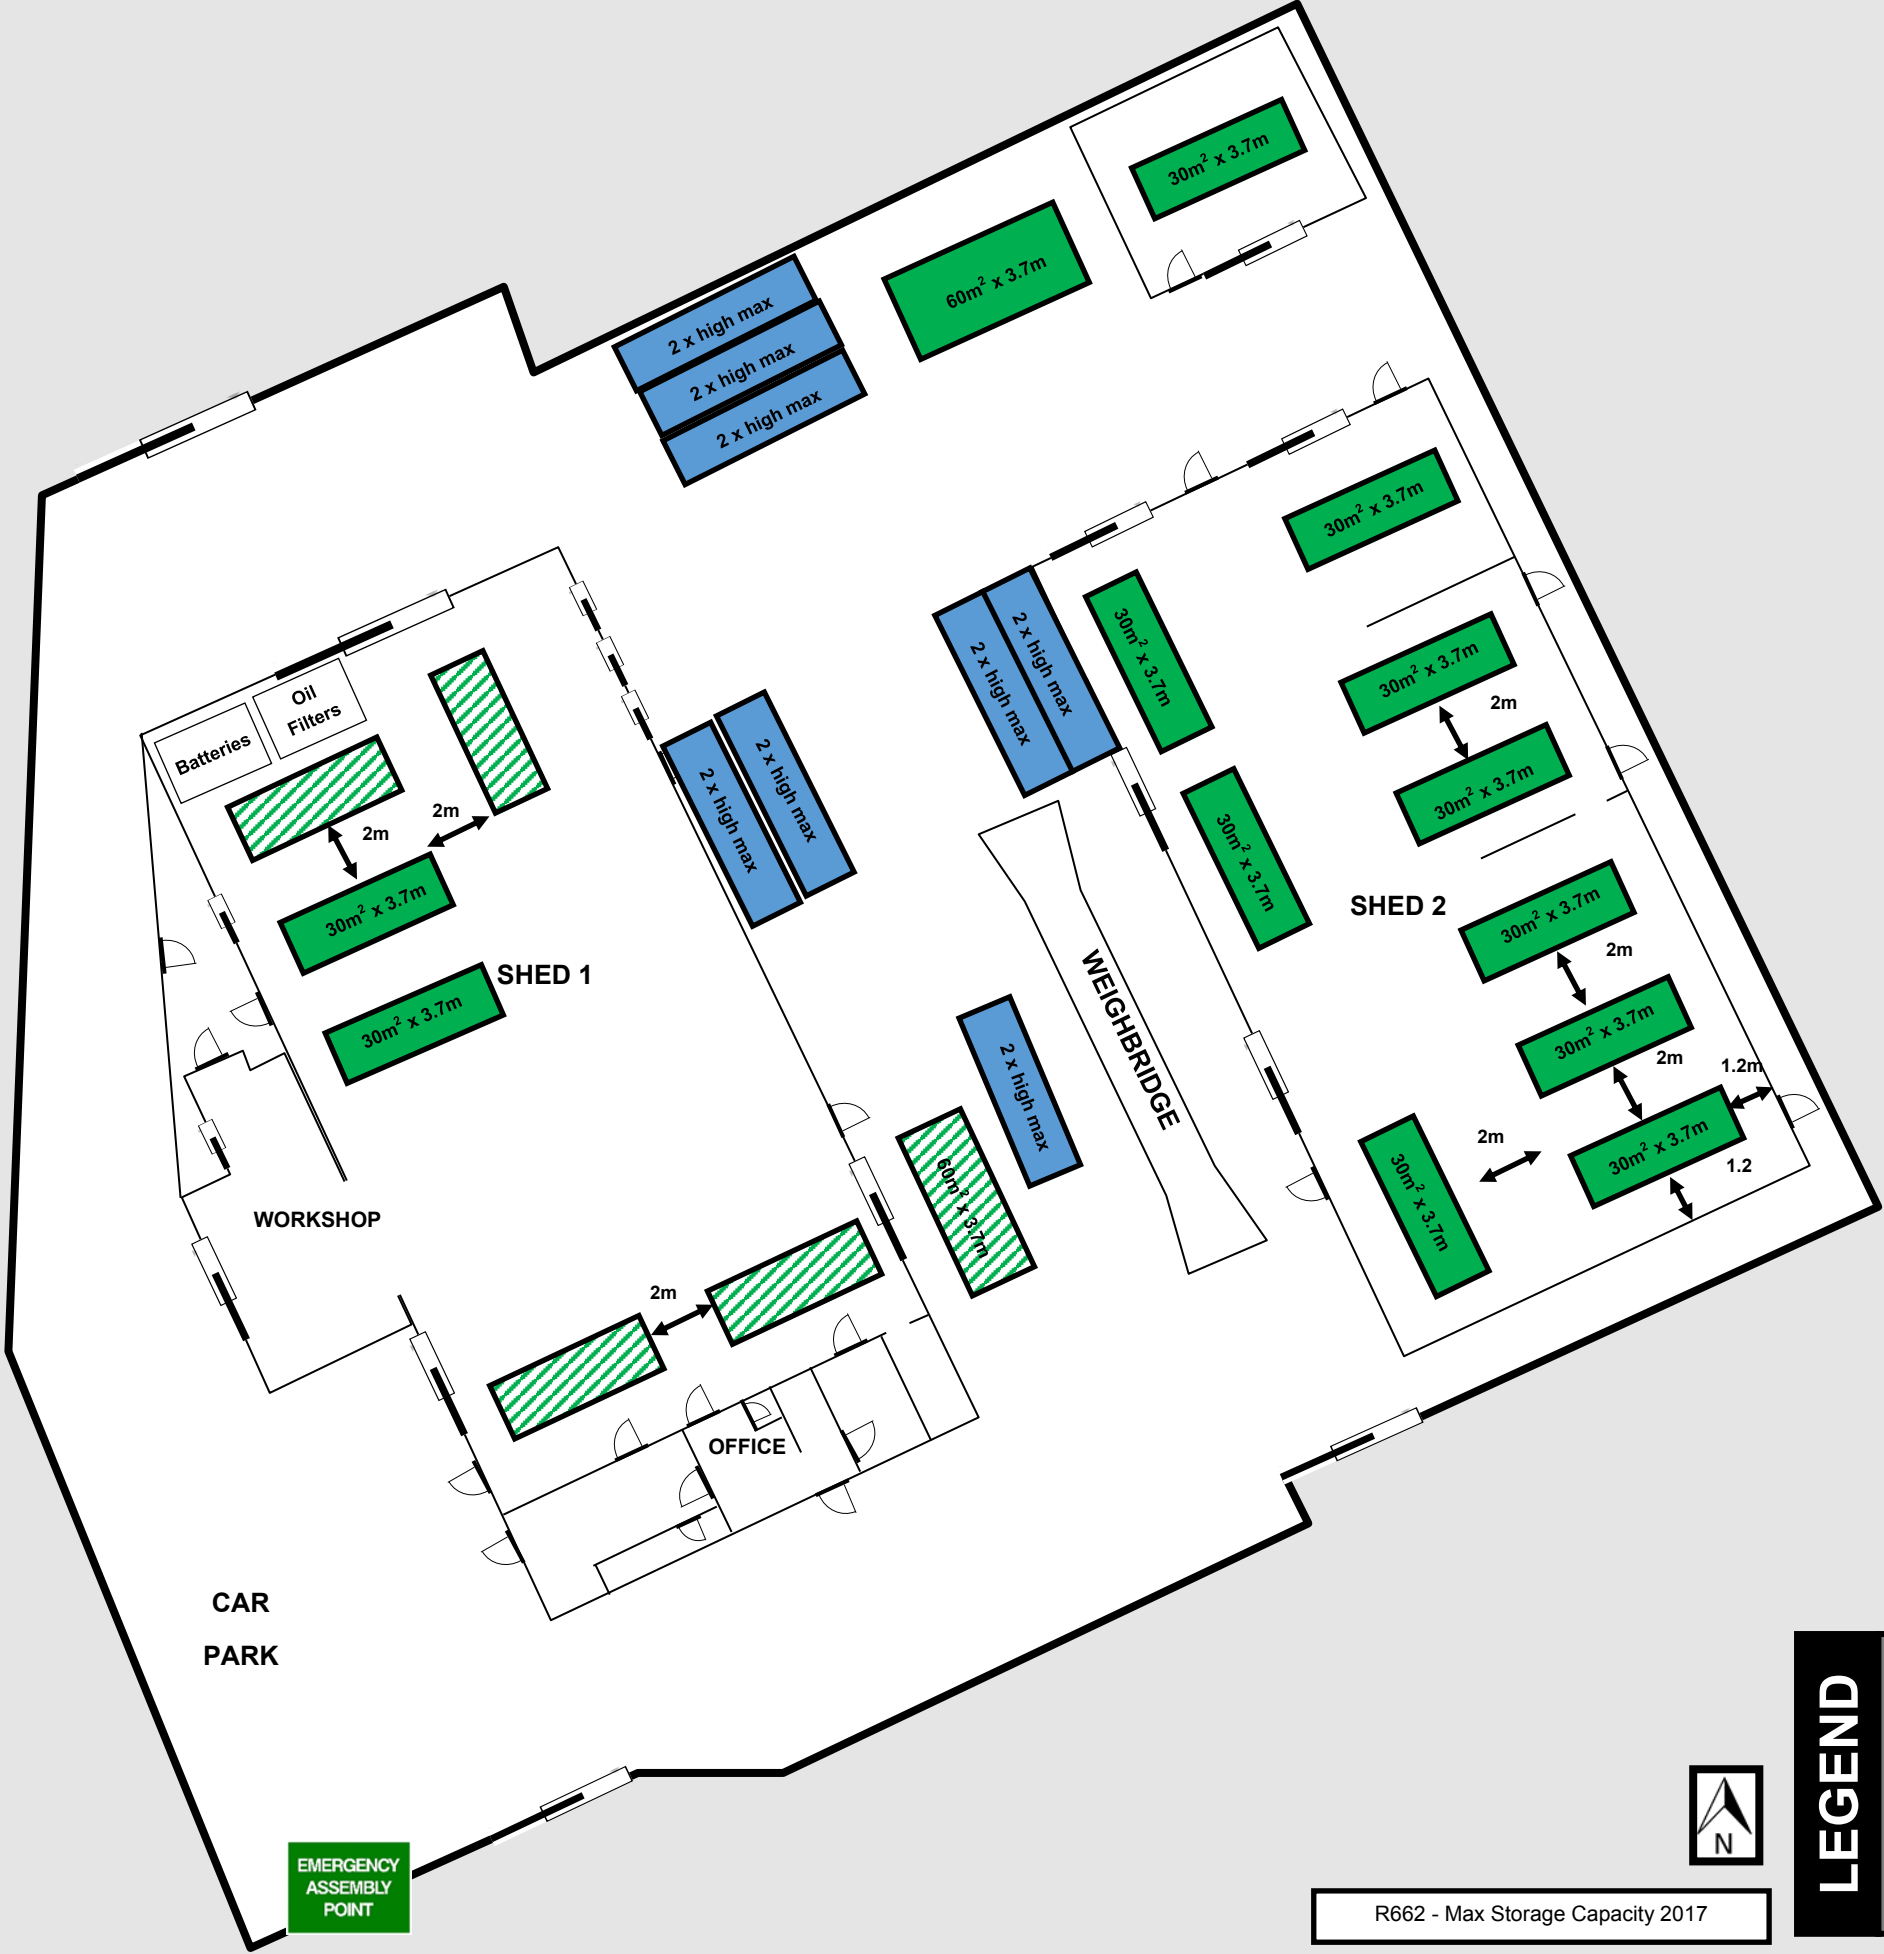 30m² x 3.7m
60m² x 3.7m
2 x high max
2 x high max
2 x high max
30m² x 3.7m
30m² x 3.7m
2 x high max
2 x high max
30m² x 3.7m
2m
30m² x 3.7m
30m² x 3.7m
SHED 2
30m² x 3.7m
2m
30m² x 3.7m
2m
1.2m
30m² x 3.7m
1.2
2m
30m² x 3.7m
Oil
Filters
Batteries
2m
2m
30m² x 3.7m
SHED 1
30m² x 3.7m
2 x high max
2 x high max
WEIGHBRIDGE
2 x high max
60m² x 3.7m
WORKSHOP
2m
OFFICE
CAR
PARK
EMERGENCY
ASSEMBLY
POINT
N
R662 - Max Storage Capacity 2017
LEGEND